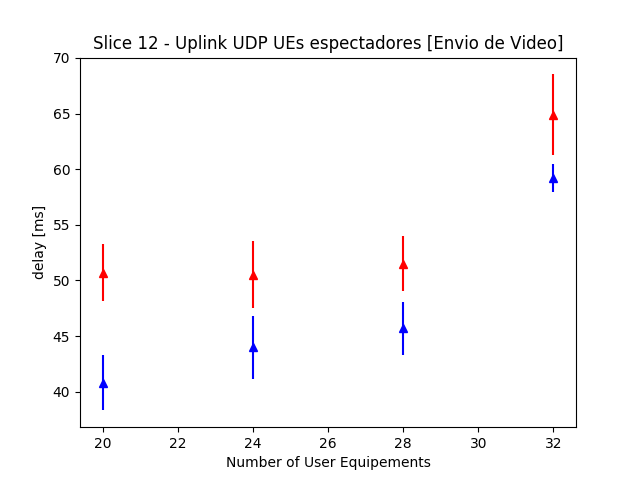 Slice 12 - Uplink UDP UEs espectadores [Envio de Video]
70
65
60
55
50
45
40
delay [ms]
20 22 24 26 28 30 32
Number of User Equipements